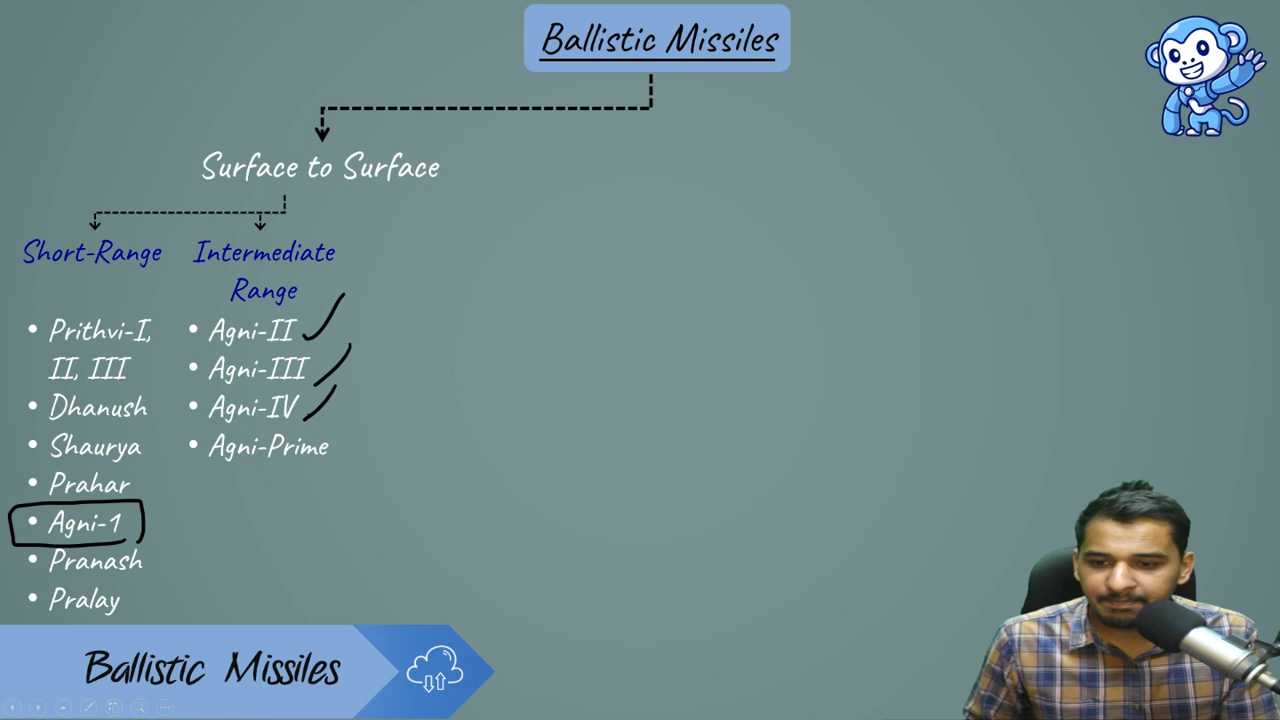 Ballistic Missiles
Surface to Surface
Short-Range
Intermediate
Range
• Prithvi-I,
II, III
• Dhanush
• Shaurya
• Prahar
• Agni-1
• Pranash
• Pralay
• Agni-II
• Agni-III
• Agni-IV
• Agni-Prime
Ballistic Missiles